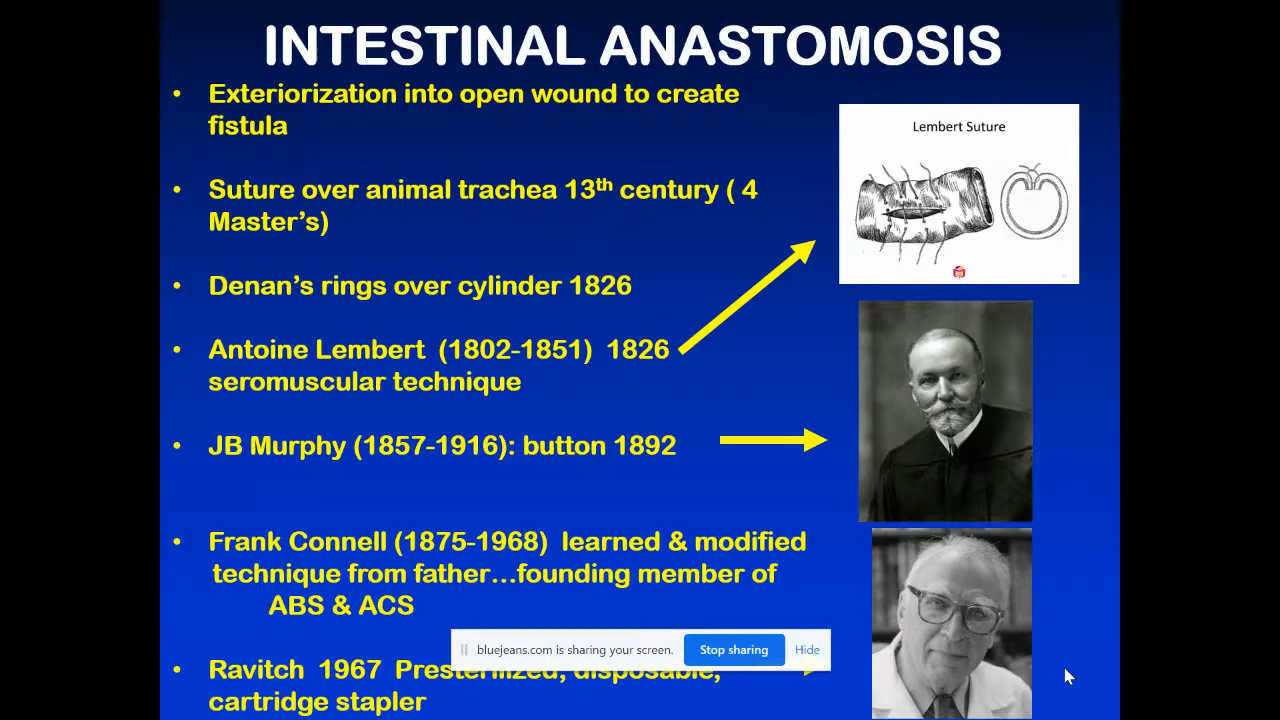 INTESTINAL ANASTOMOSIS
• Exteriorization into open wound to create
fistula
• Suture over animal trachea 13th century ( 4
Master's)
• Denan's rings over cylinder 1826
• Antoine Lembert (1802-1851) 1826
seromuscular technique
• JB Murphy (1857-1916): button 1892
• Frank Connell (1875-1968) learned & modified
technique from father...founding member of
ABS & ACS
• Ravitch 1967 Presterilized, disposable,
cartridge stapler
Lembert Suture
bluejeans.com is sharing your screen.
Stop sharing
Hide